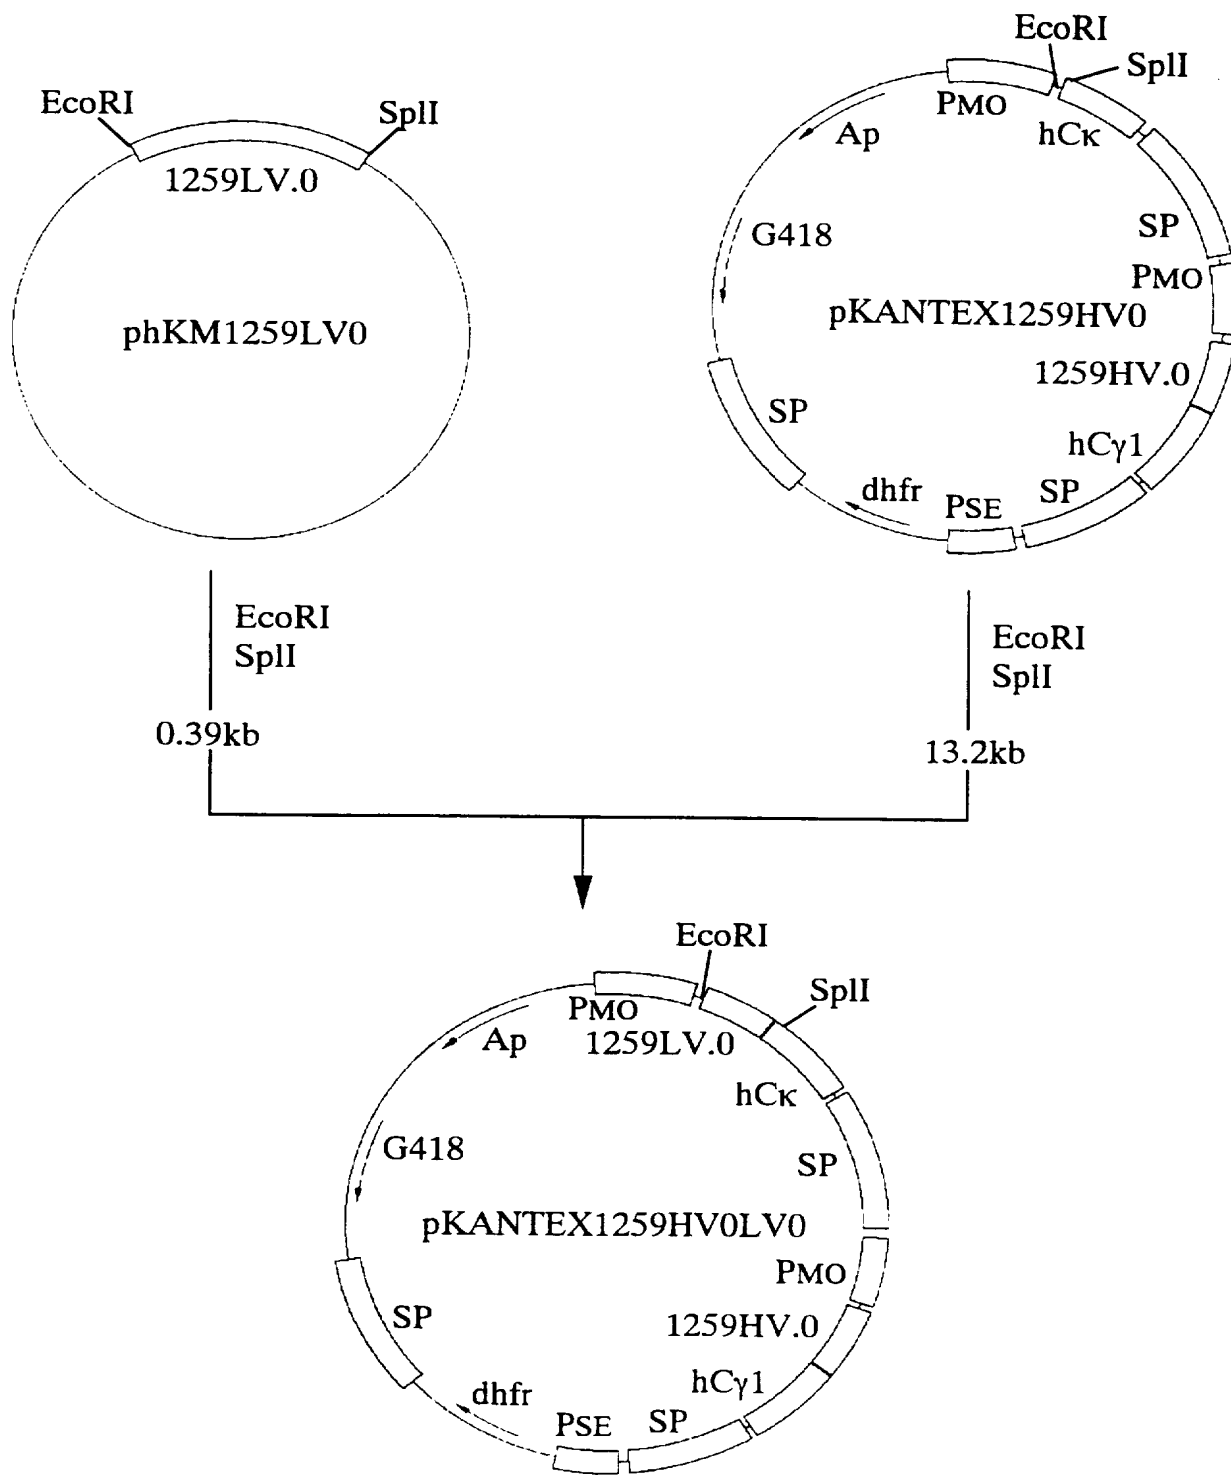 EcoRI
SplI
1259LV.0
phKM1259LV0
EcoRI
SplI
PMO
hCκ
Ap
SP
G418
PMO
pKANTEX1259HV0
1259HV.0
SP
hCγ1
dhfr
PSE
SP
EcoRI
SplI
0.39kb
EcoRI
SplI
13.2kb
EcoRI
SplI
PMO
1259LV.0
Ap
hCκ
G418
SP
pKANTEX1259HV0LV0
PMO
SP
1259HV.0
hCγ1
dhfr
PSE
SP